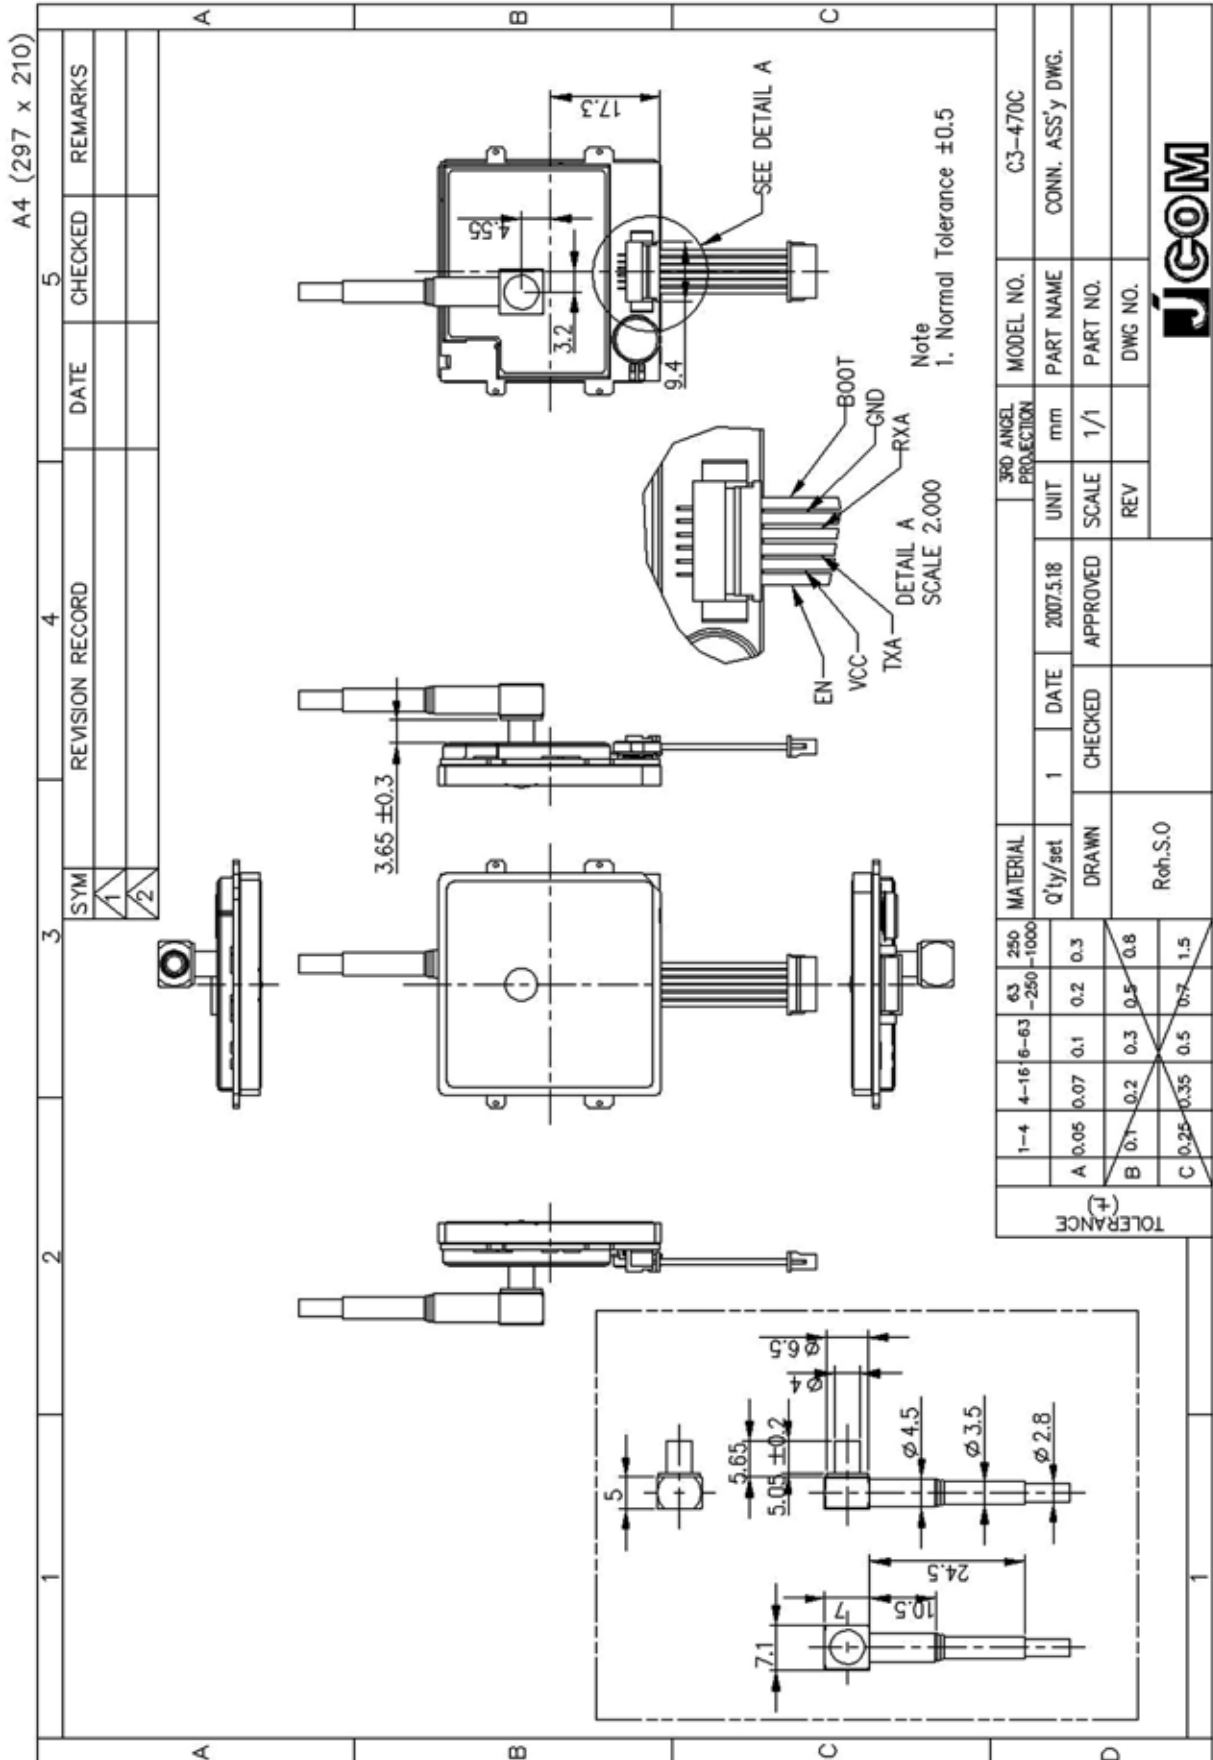 A4 (297 x 210)
1
2
3
4
5
A
B
C
SYM
REVISION RECORD
DATE
CHECKED
REMARKS
1
2
3.65 ±0.3
17.3
4.55
3.2
9.4
SEE DETAIL A
BOOT
GND
RXA
EN
VCC
TXA
DETAIL A
SCALE 2.000
Note
1. Normal Tolerance ±0.5
5
5.65
5.05 ±0.2
Ø 6.5
Ø 4
Ø 4.5
Ø 3.5
Ø 2.8
7.1
7
10.5
24.5
A
B
C
D
1
TOLERANCE
(±)
1-4 4-16 16-63 63-250 250-1000
A 0.05 0.07 0.1 0.2 0.3
B 0.1 0.2 0.3 0.5 0.8
C 0.25 0.35 0.5 0.7 1.5
MATERIAL
3RD ANGEL PROJECTION
MODEL NO.
C3-470C
Q'ty/set
1
DATE
2007.5.18
UNIT
mm
PART NAME
CONN. ASS'y DWG.
DRAWN
CHECKED
APPROVED
SCALE
1/1
PART NO.
Roh.S.O
REV
DWG NO.
JCOM